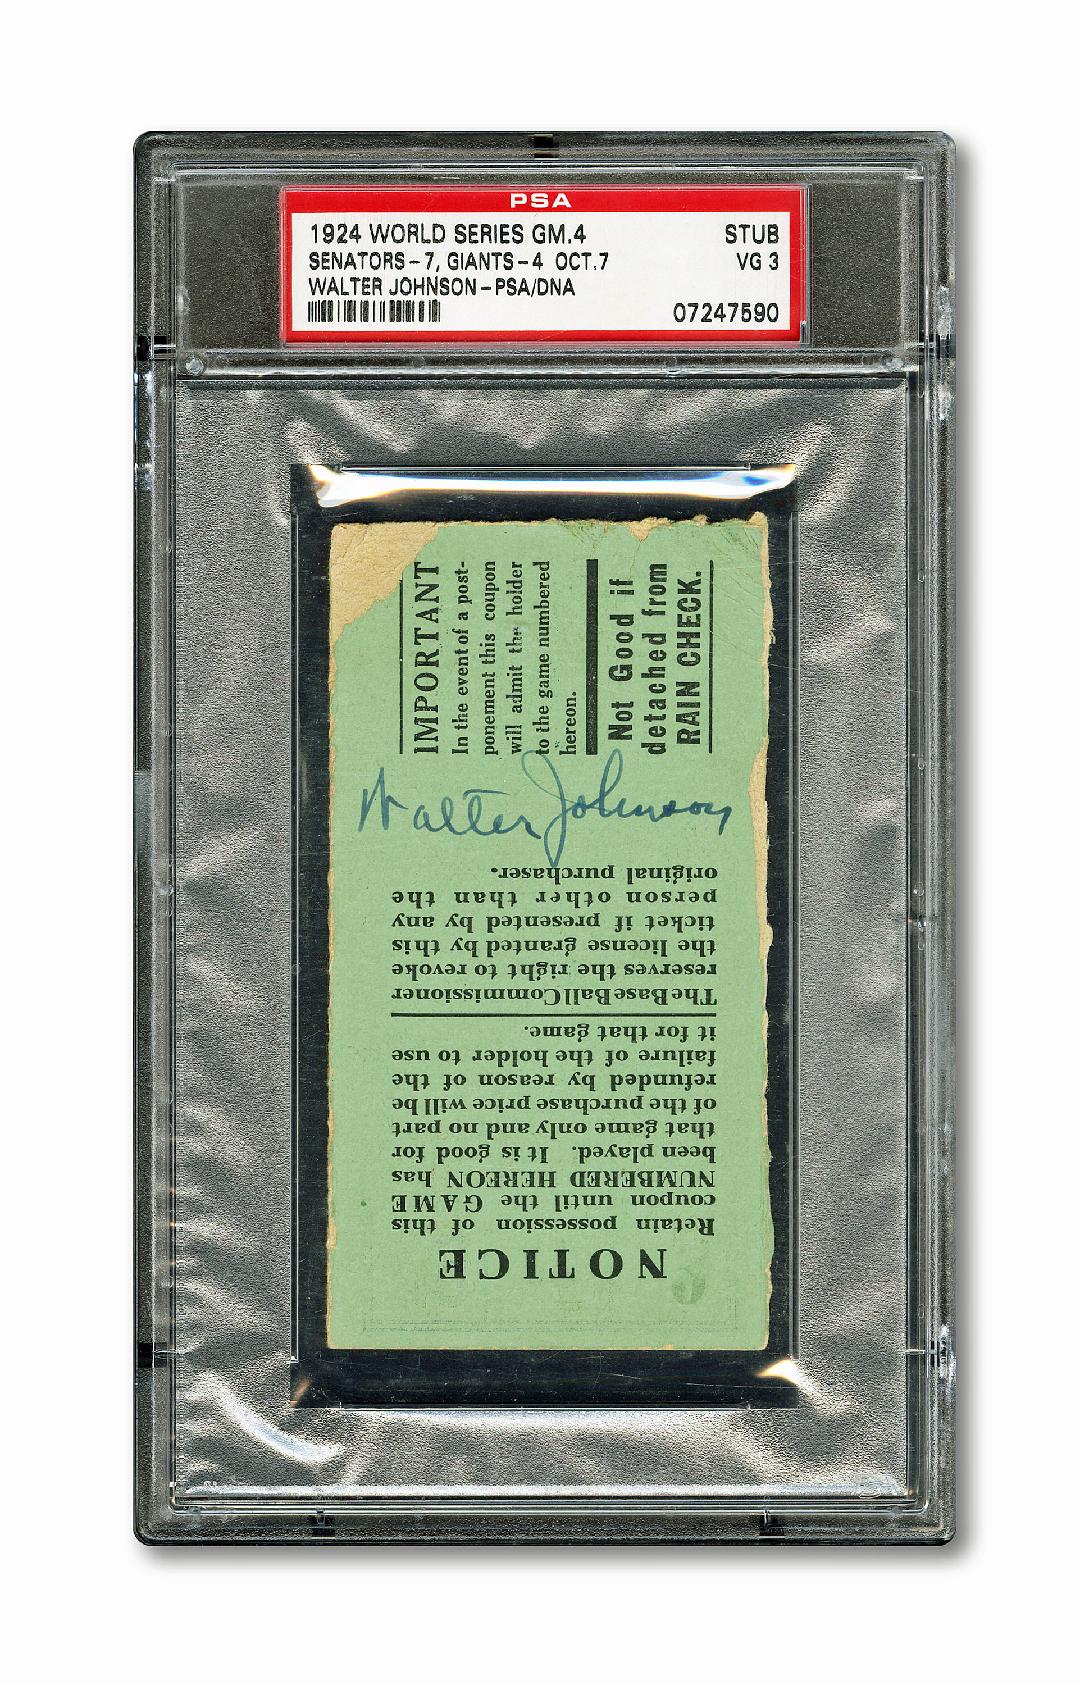 PSA
1924 WORLD SERIES GM.4 STUB
SENATORS-7, GIANTS-4 OCT.7 VG 3
WALTER JOHNSON-PSA/DNA
07247590
IMPORTANT
In the event of a post-
ponement this coupon
will admit the holder
to the game numbered
hereon.
Not Good if
detached from
RAIN CHECK.
Walter Johnson
NOTICE
Retain possession of this
coupon until the GAME
NUMBERED HEREON has
been played. It is good for
that game only and no part
of the purchase price will be
refunded by reason of the
failure of the holder to use
it for that game.
The Base Ball Commissioner
reserves the right to revoke
the license granted by this
ticket if presented by any
person other than the
original purchaser.